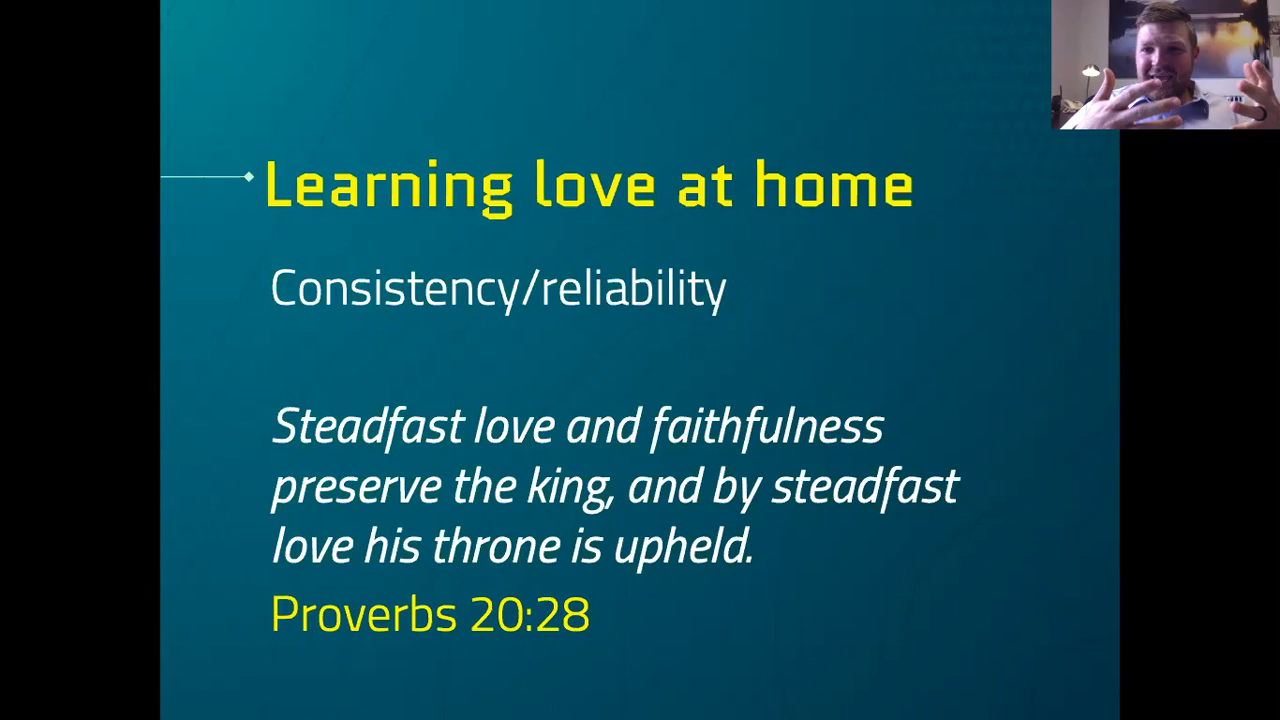 Learning love at home
Consistency/reliability
Steadfast love and faithfulness
preserve the king, and by steadfast
love his throne is upheld.
Proverbs 20:28